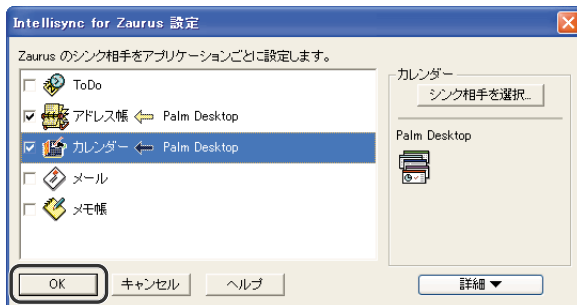 Intellisync for Zaurus 設定
Zaurus のシンク相手をアプリケーションごとに設定します。
ToDo
アドレス帳 Palm Desktop
カレンダー Palm Desktop
メール
メモ帳
カレンダー
シンク相手を選択...
Palm Desktop
OK キャンセル ヘルプ 詳細▼